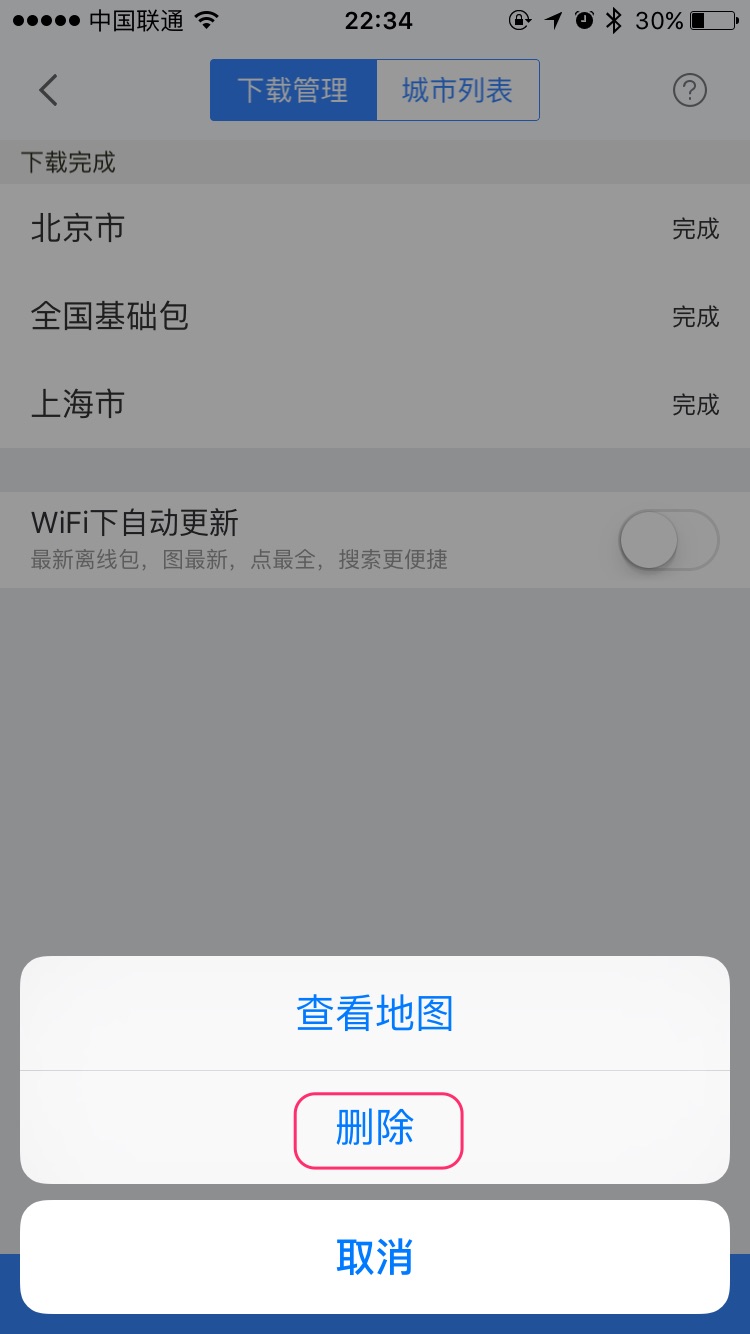 中国联通 22:34 30%
下载管理 城市列表 ?
下载完成
北京市 完成
全国基础包 完成
上海市 完成
WiFi下自动更新
最新离线包，图最新，点最全，搜索更便捷
查看地图
删除
取消